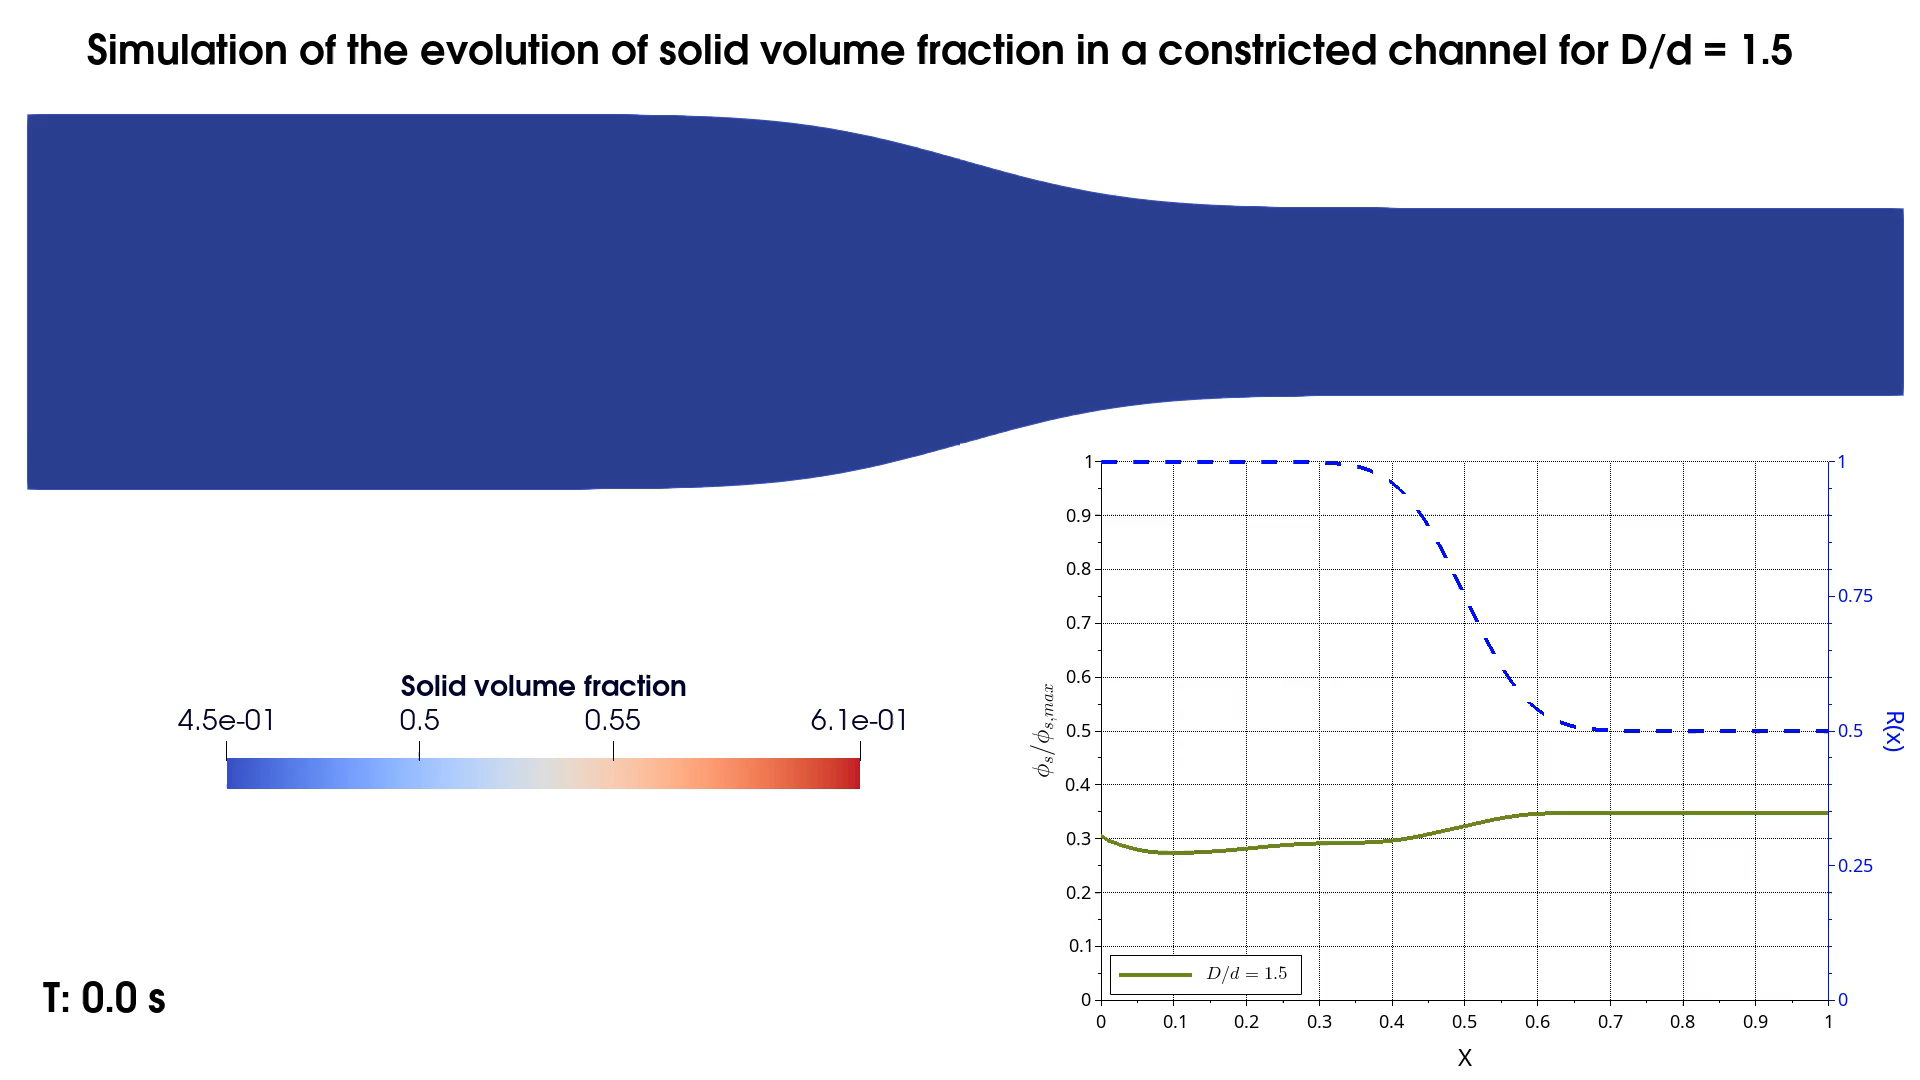 Simulation of the evolution of solid volume fraction in a constricted channel for D/d = 1.5
Solid volume fraction
4.5e-01 0.5 0.55 6.1e-01
T: 0.0 s
1
0.9
0.8
0.7
0.6
0.5
0.4
0.3
0.2
0.1
0
ϕs/ϕs,max
D/d = 1.5
0 0.1 0.2 0.3 0.4 0.5 0.6 0.7 0.8 0.9 1
X
1
0.75
0.5
0.25
0
R(x)